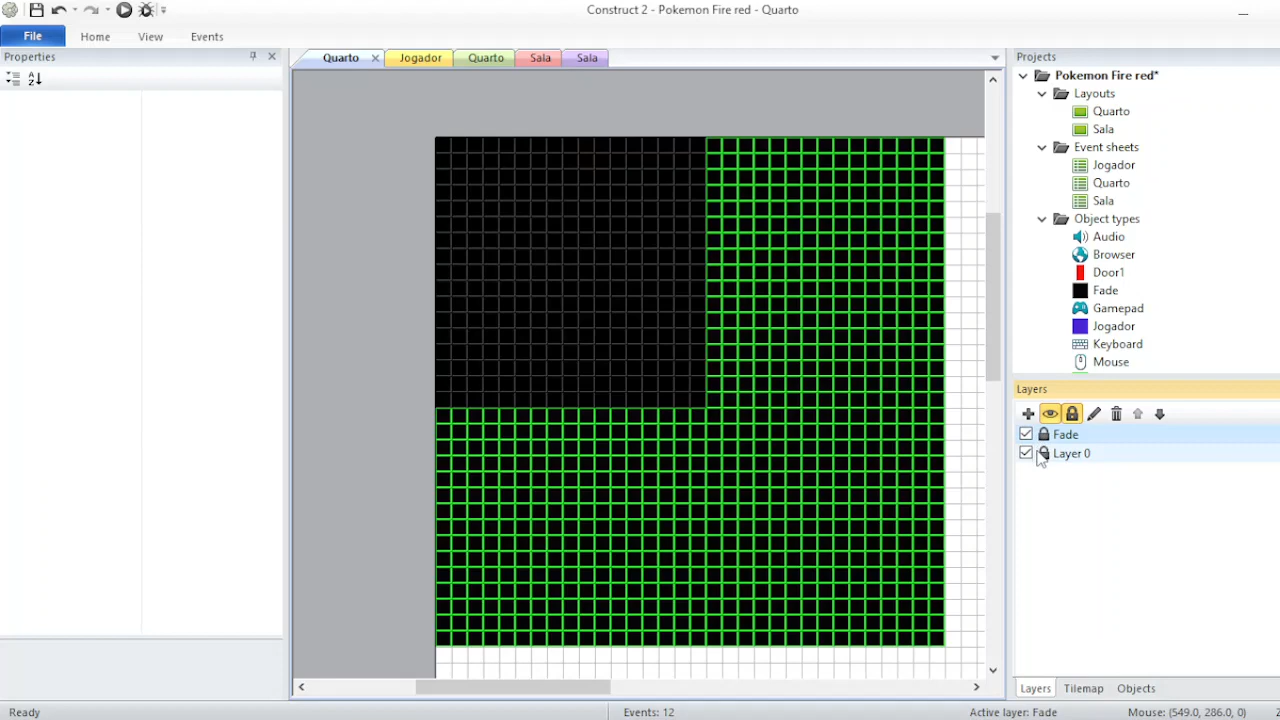 Construct 2 - Pokemon Fire red - Quarto
File Home View Events
Properties
Quarto Jogador Quarto Sala Sala
Projects
Pokemon Fire red*
Layouts
Quarto
Sala
Event sheets
Jogador
Quarto
Sala
Object types
Audio
Browser
Door1
Fade
Gamepad
Jogador
Keyboard
Mouse
Layers
Fade
Layer 0
Layers Tilemap Objects
Ready Events: 12 Active layer: Fade Mouse: (549.0, 286.0, 0)